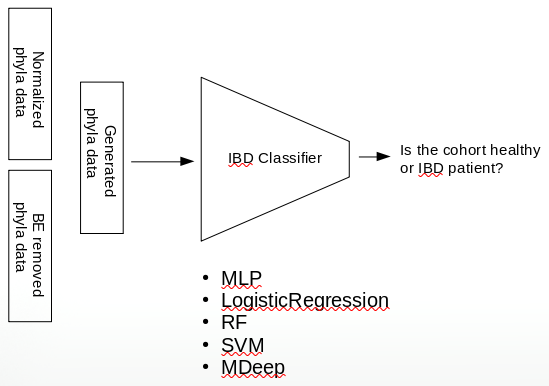 Normalized
phyla data
BE removed
phyla data
Generated
phyla data
IBD Classifier
Is the cohort healthy
or IBD patient?
• MLP
• LogisticRegression
• RF
• SVM
• MDeep